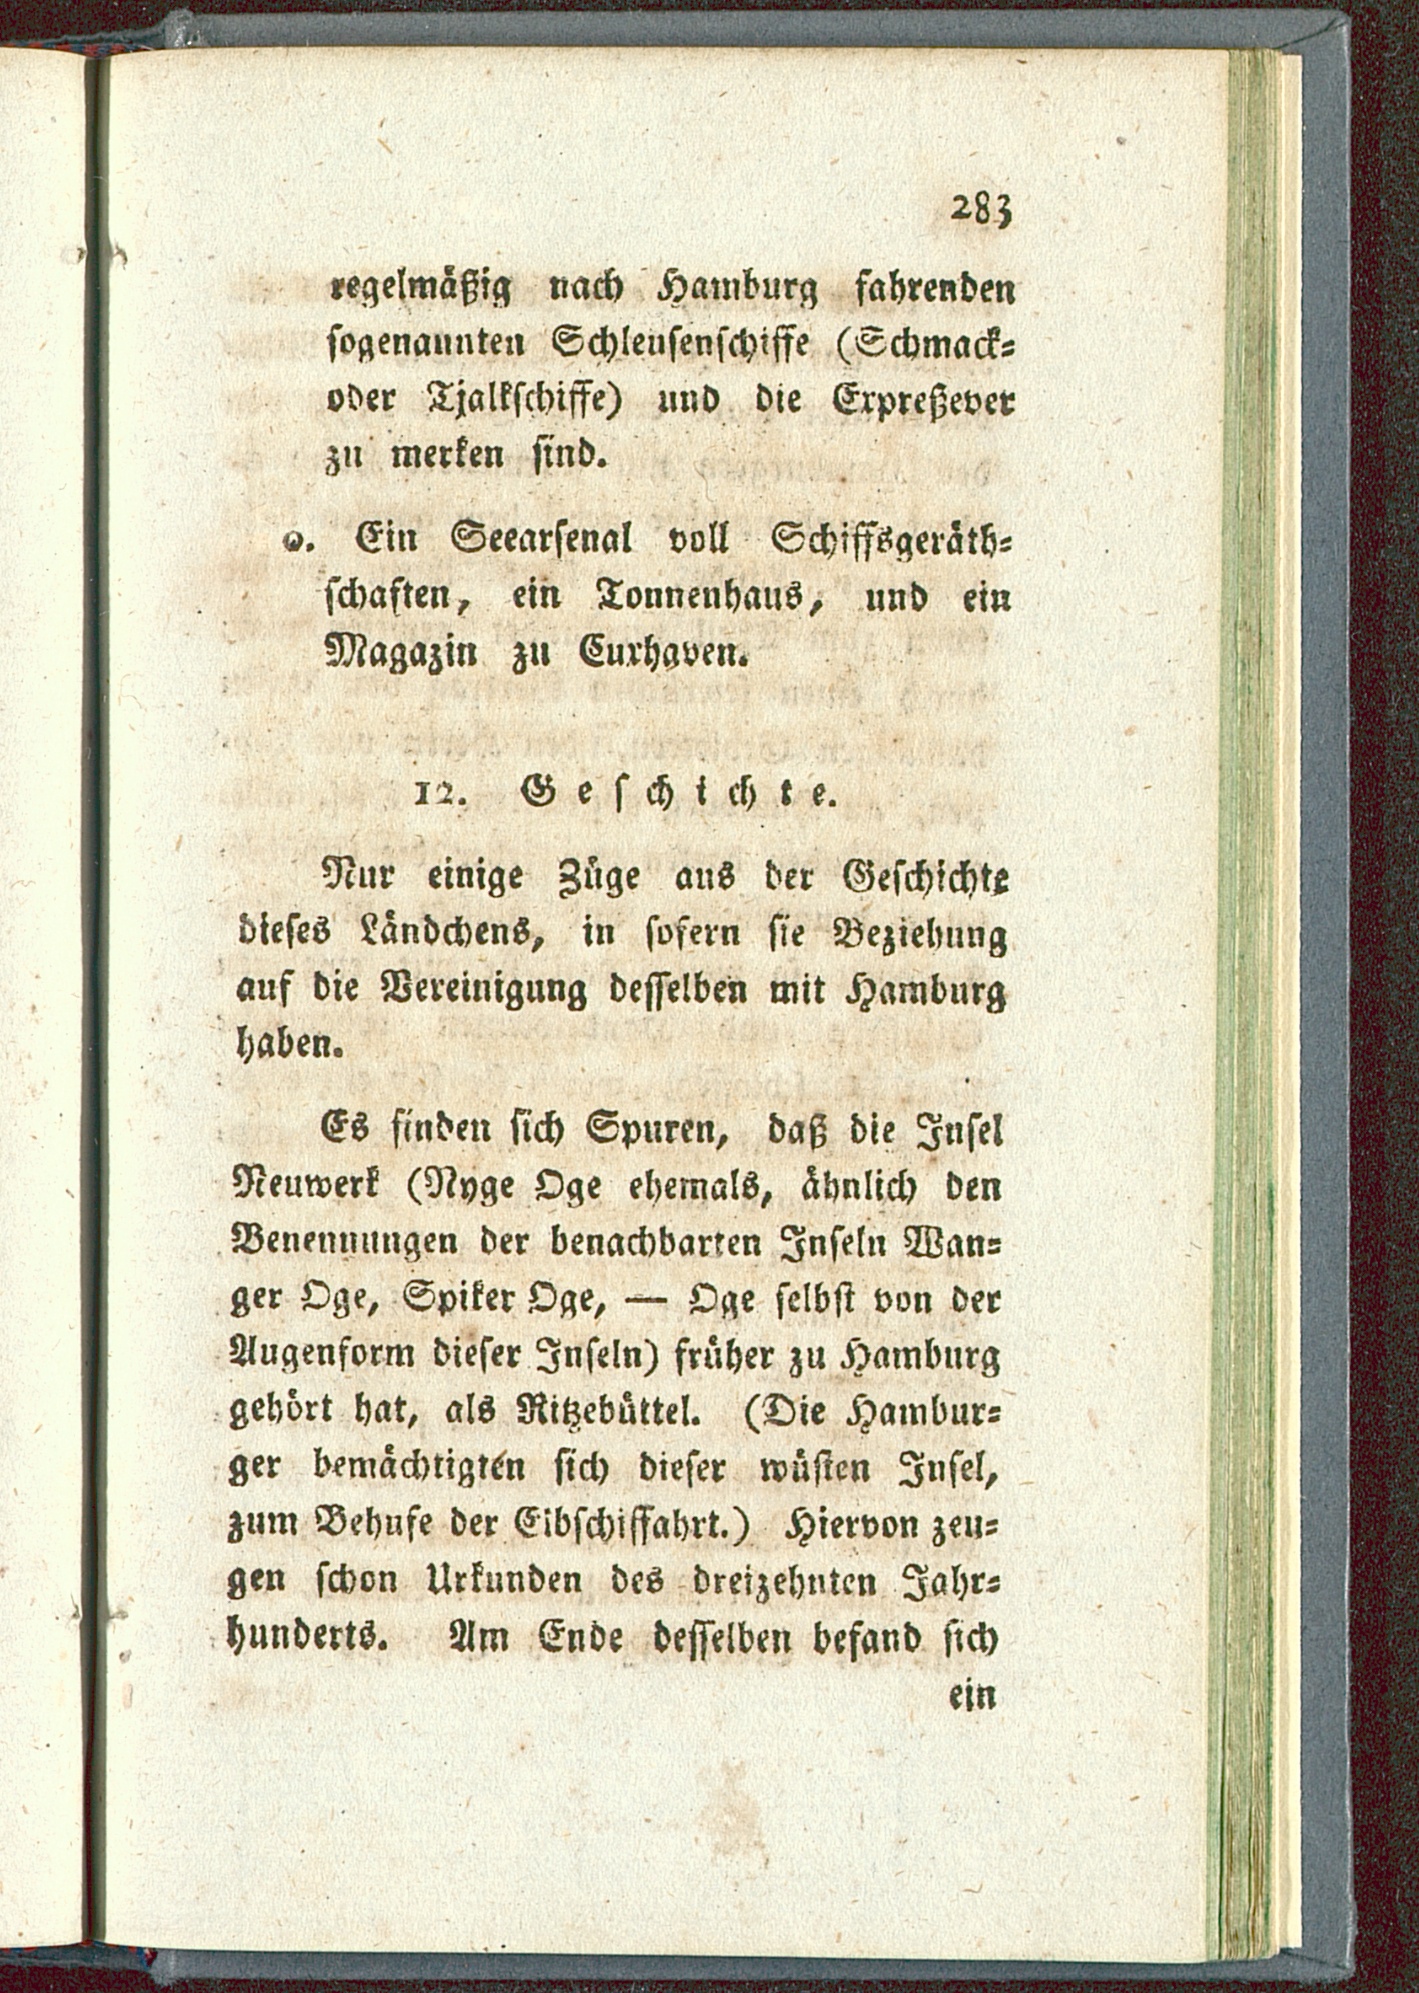 283
regelmäßig nach Hamburg fahrenden
sogenannten Schleusenschiffe (Schmack-
oder Tjalkschiffe) und die Expreßever
zu merken sind.
o. Ein Seearsenal voll Schiffsgeräth-
schaften, ein Tonnenhaus, und ein
Magazin zu Cuxhaven.
12. Geschichte.
Nur einige Züge aus der Geschichte
dieses Ländchens, in sofern sie Beziehung
auf die Vereinigung desselben mit Hamburg
haben.
Es finden sich Spuren, daß die Insel
Neuwerk (Nyge Oge ehemals, ähnlich den
Benennungen der benachbarten Inseln Wan-
ger Oge, Spiker Oge, — Oge selbst von der
Augenform dieser Inseln) früher zu Hamburg
gehört hat, als Ritzebüttel. (Die Hambur-
ger bemächtigten sich dieser wüsten Insel,
zum Behufe der Elbschiffahrt.) Hiervon zeu-
gen schon Urkunden des dreizehnten Jahr-
hunderts. Am Ende desselben befand sich
ein